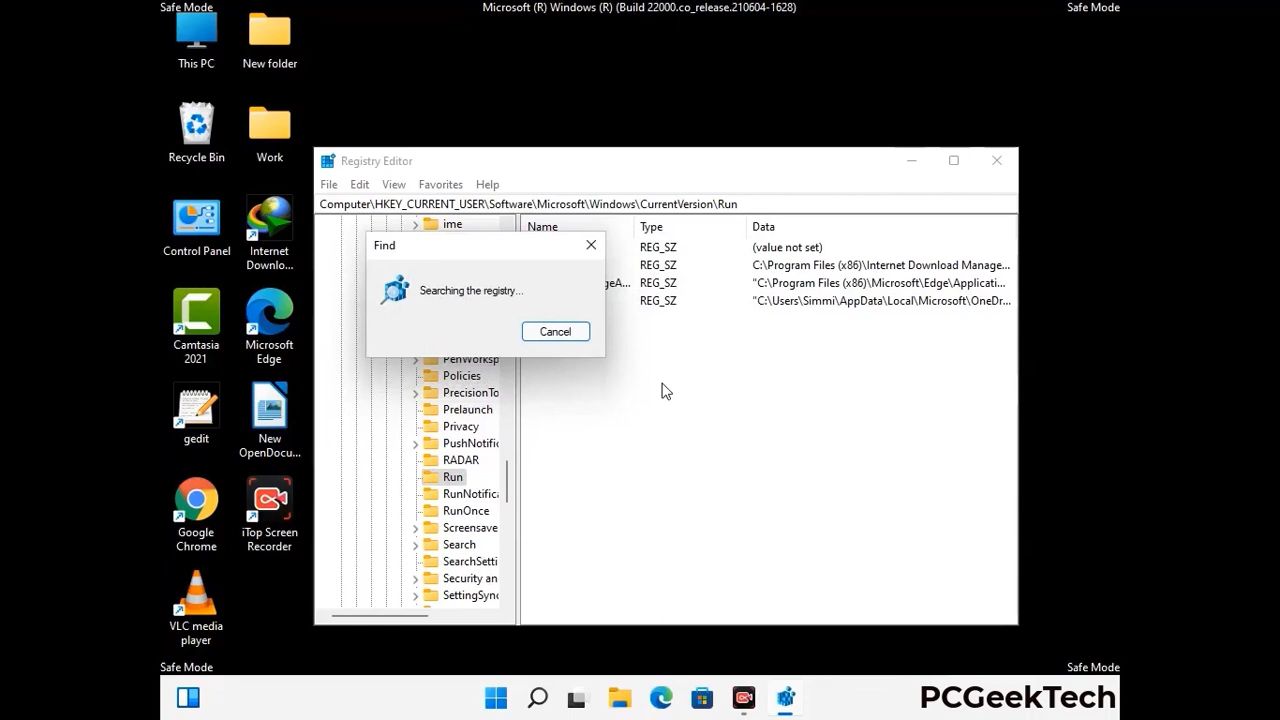 Safe Mode
Microsoft (R) Windows (R) (Build 22000.co_release.210604-1628)
Safe Mode
This PC
New folder
Recycle Bin
Work
Control Panel
Internet
Downlo...
Camtasia
2021
Microsoft
Edge
gedit
New
OpenDocu...
Google
Chrome
iTop Screen
Recorder
VLC media
player
Registry Editor
File Edit View Favorites Help
Computer\HKEY_CURRENT_USER\Software\Microsoft\Windows\CurrentVersion\Run
ime
PenWorksp
Policies
PrecisionTo
Prelaunch
Privacy
PushNotific
RADAR
Run
RunNotifica
RunOnce
Screensave
Search
SearchSetti
Security an
SettingSync
Name Type Data
REG_SZ (value not set)
REG_SZ C:\Program Files (x86)\Internet Download Manage...
geA... REG_SZ "C:\Program Files (x86)\Microsoft\Edge\Applicati...
REG_SZ "C:\Users\Simmi\AppData\Local\Microsoft\OneDr...
Find
Searching the registry...
Cancel
Safe Mode
Safe Mode
PCGeekTech